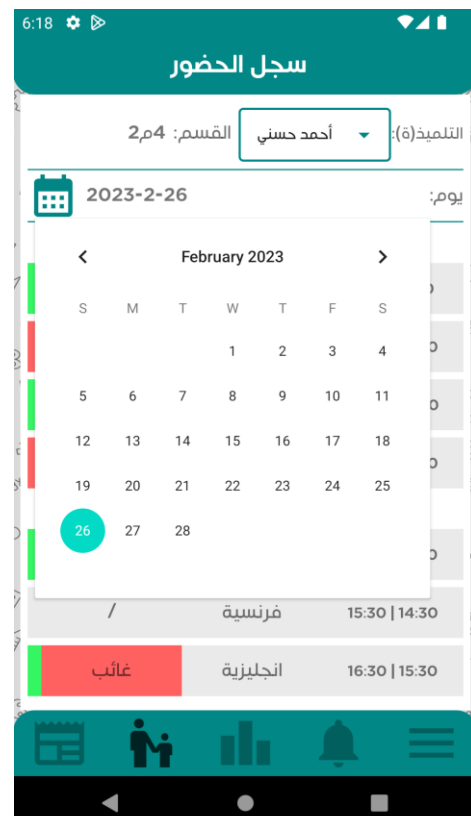 6:18
سجل الحضور
التلميذ(ة): أحمد حسني القسم: 4م2
يوم: 2023-2-26
February 2023
S M T W T F S
1 2 3 4
5 6 7 8 9 10 11
12 13 14 15 16 17 18
19 20 21 22 23 24 25
26 27 28
14:30 | 15:30 فرنسية /
15:30 | 16:30 انجليزية غائب